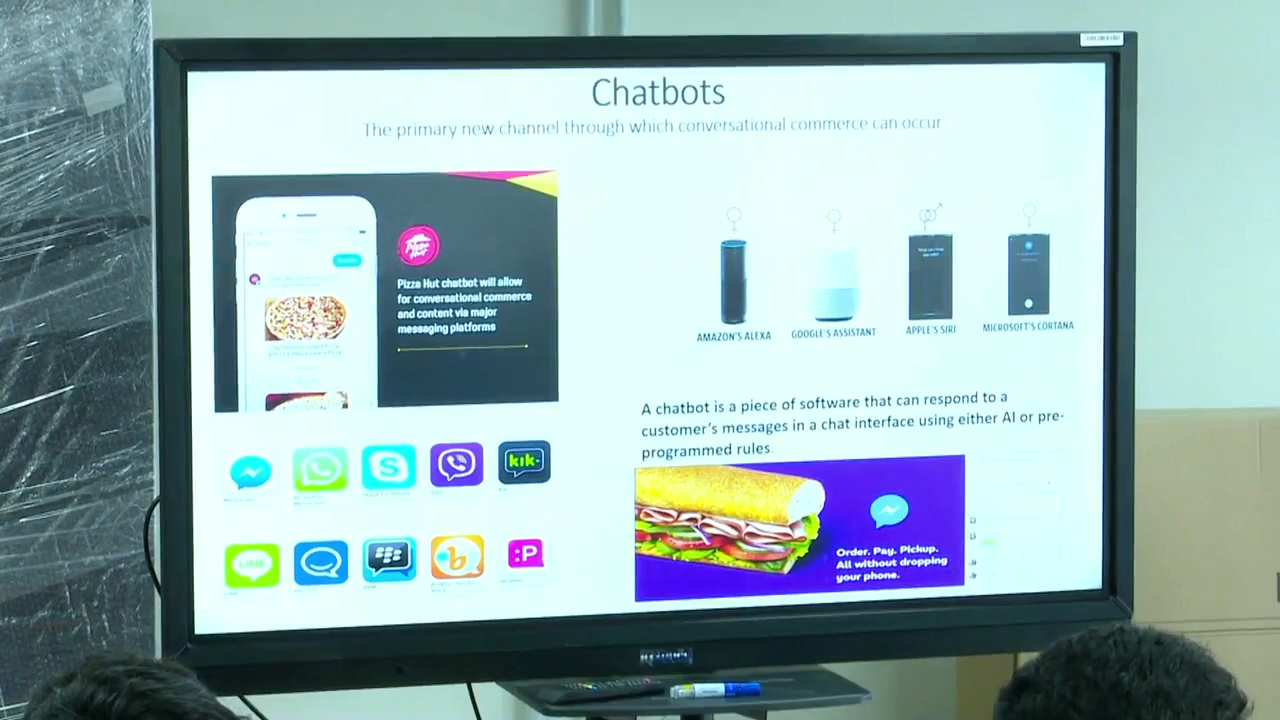 Chatbots
The primary new channel through which conversational commerce can occur
Pizza
Hut
Pizza Hut chatbot will allow
for conversational commerce
and content via major
messaging platforms
AMAZON'S ALEXA
GOOGLE'S ASSISTANT
APPLE'S SIRI
MICROSOFT'S CORTANA
A chatbot is a piece of software that can respond to a
customer's messages in a chat interface using either AI or pre-
programmed rules.
kik·
LINE
b
:P
Order. Pay. Pickup.
All without dropping
your phone.